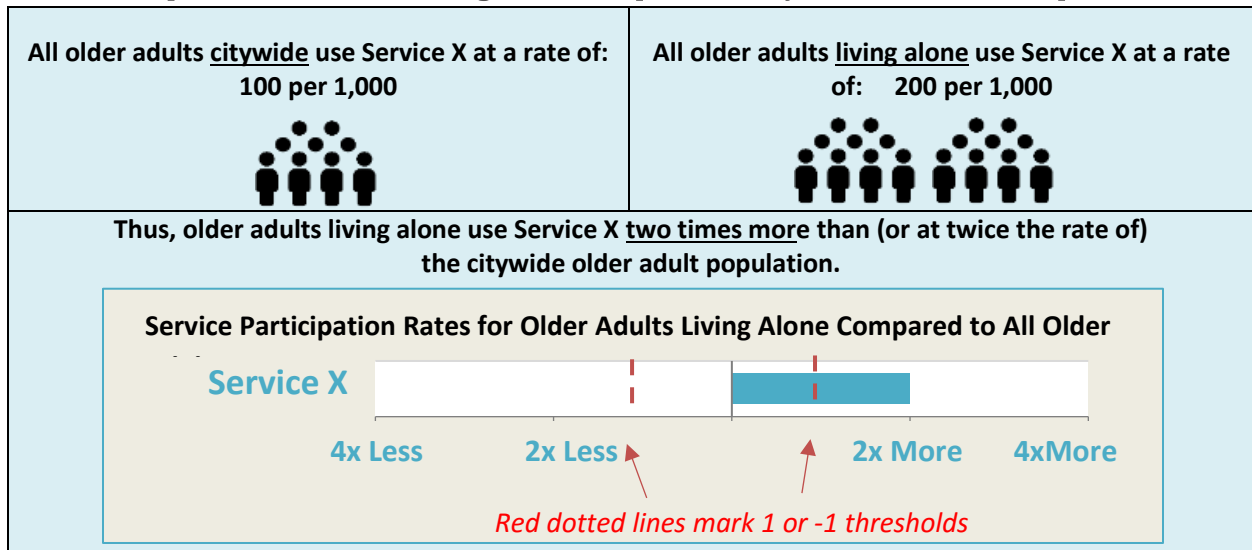 All older adults citywide use Service X at a rate of:
100 per 1,000
All older adults living alone use Service X at a rate
of: 200 per 1,000
Thus, older adults living alone use Service X two times more than (or at twice the rate of)
the citywide older adult population.
Service Participation Rates for Older Adults Living Alone Compared to All Older
Service X
4x Less 2x Less 2x More 4xMore
Red dotted lines mark 1 or -1 thresholds